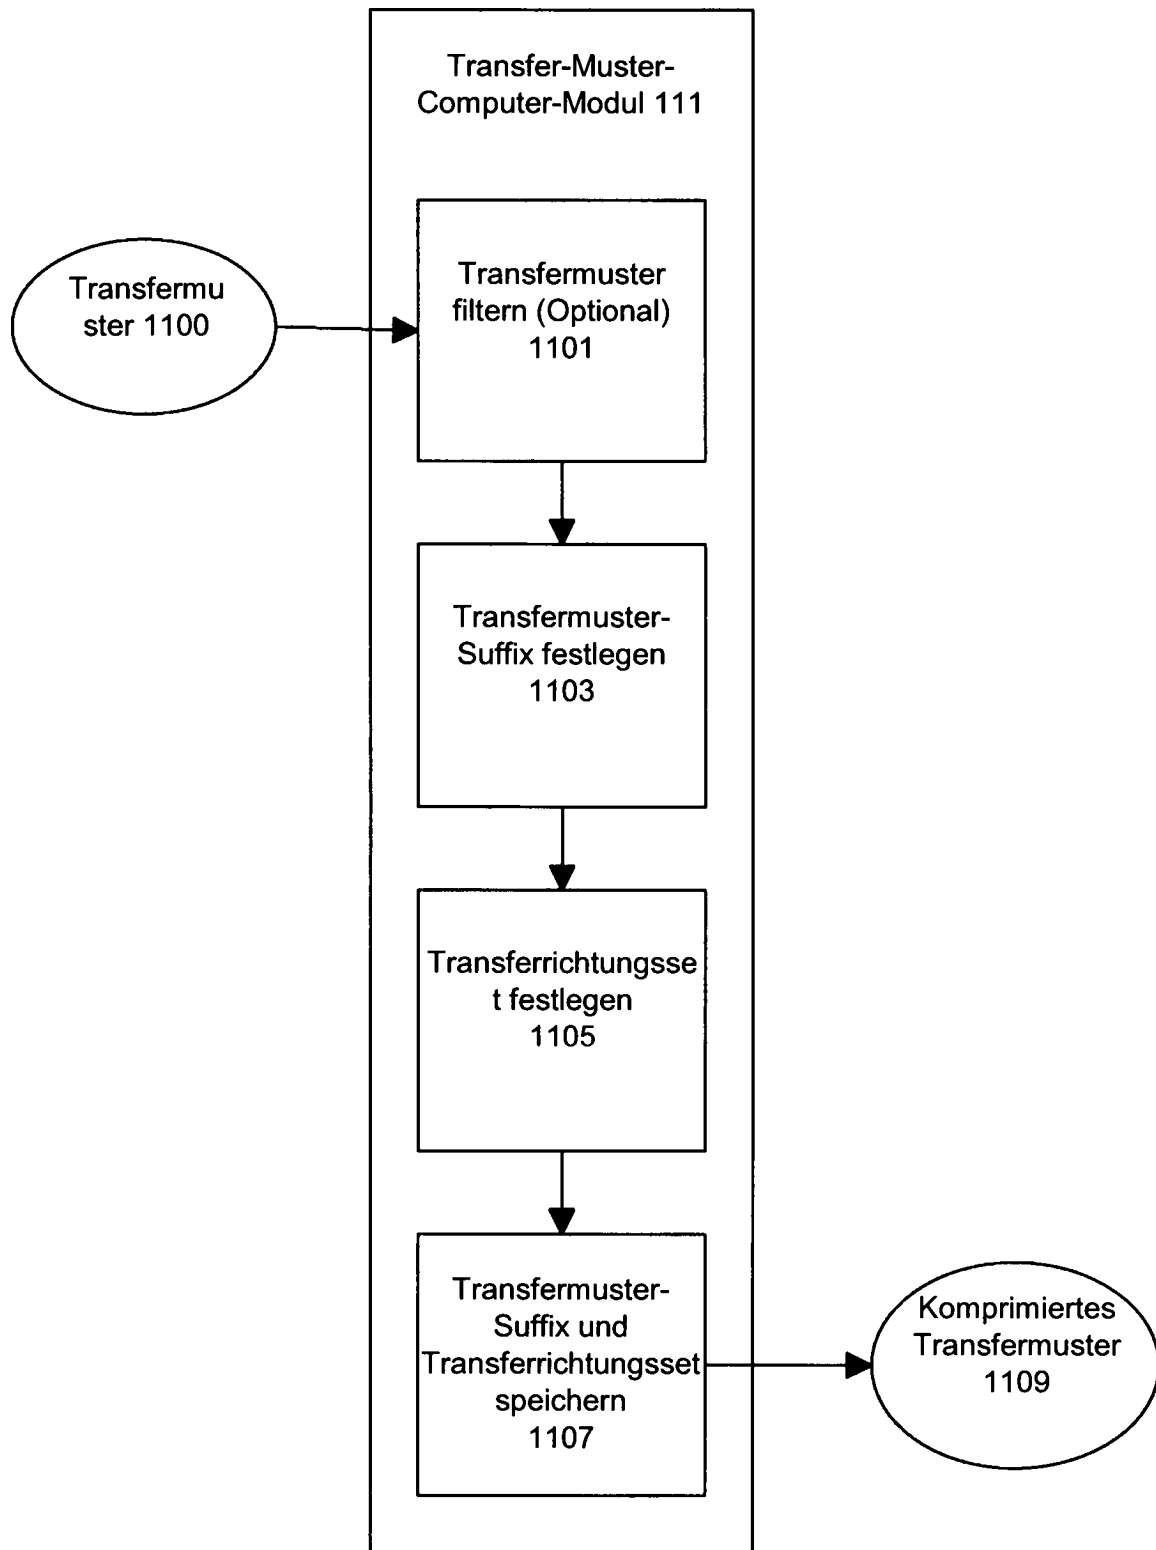 Transfer-Muster-
Computer-Modul 111
Transfermu
ster 1100
Transfermuster
filtern (Optional)
1101
Transfermuster-
Suffix festlegen
1103
Transferrichtungsse
t festlegen
1105
Transfermuster-
Suffix und
Transferrichtungsset
speichern
1107
Komprimiertes
Transfermuster
1109